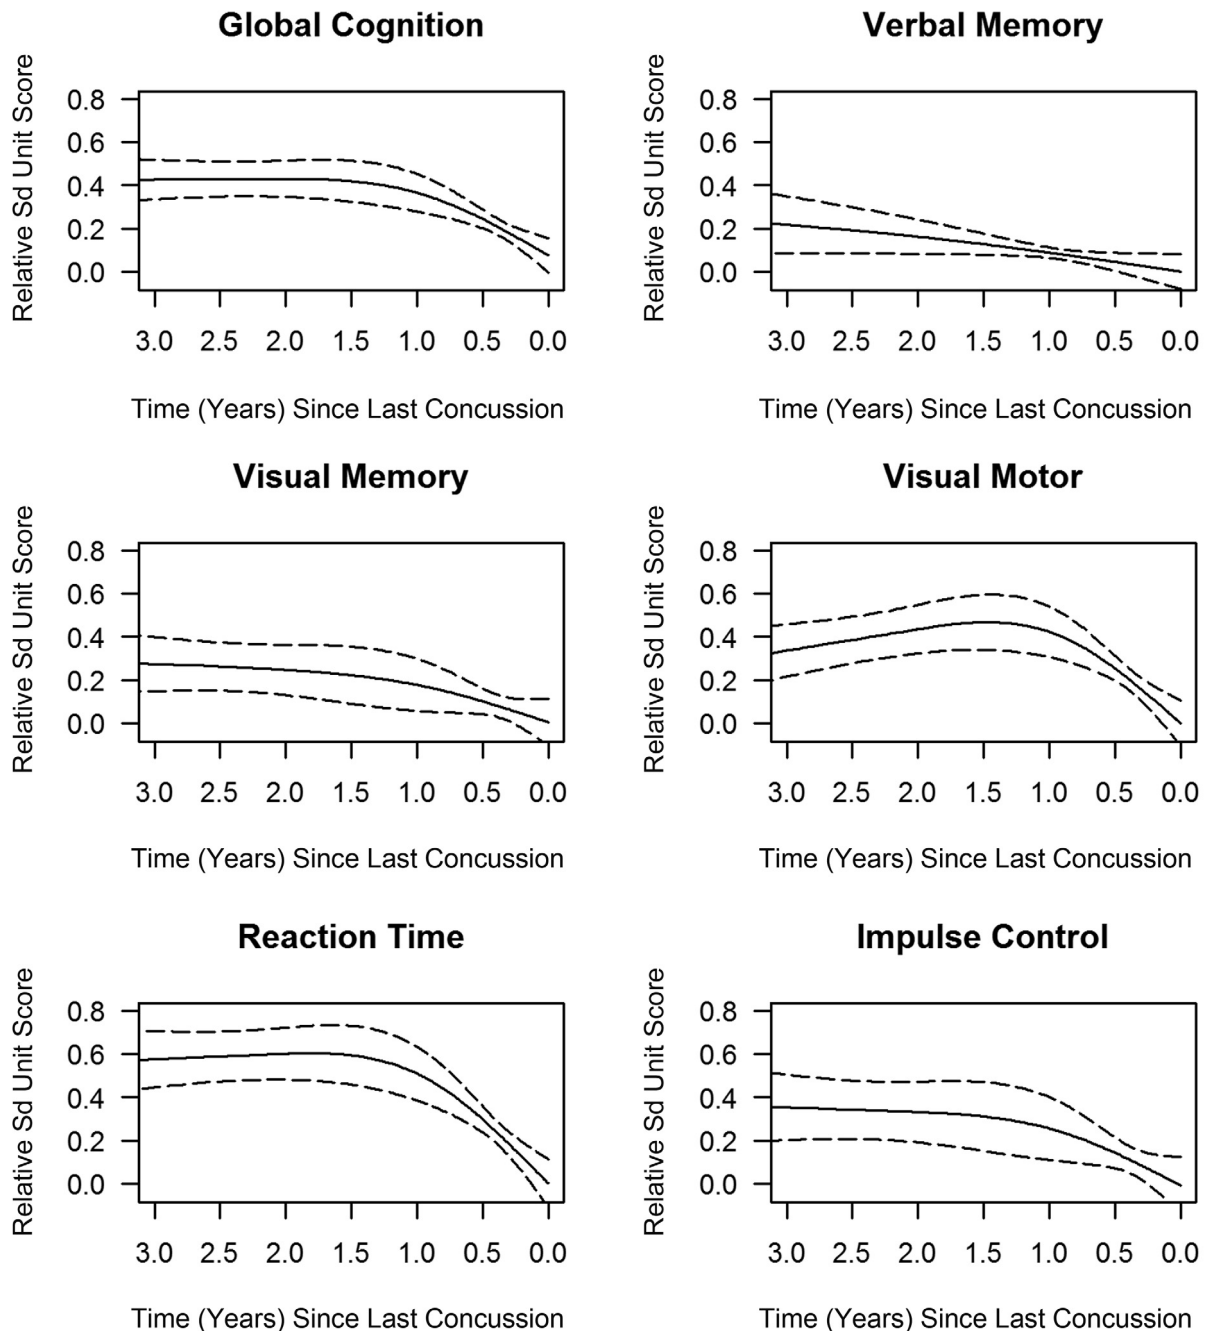 Global Cognition
Relative Sd Unit Score
0.8
0.6
0.4
0.2
0.0
3.0 2.5 2.0 1.5 1.0 0.5 0.0
Time (Years) Since Last Concussion
Verbal Memory
Relative Sd Unit Score
0.8
0.6
0.4
0.2
0.0
3.0 2.5 2.0 1.5 1.0 0.5 0.0
Time (Years) Since Last Concussion
Visual Memory
Relative Sd Unit Score
0.8
0.6
0.4
0.2
0.0
3.0 2.5 2.0 1.5 1.0 0.5 0.0
Time (Years) Since Last Concussion
Visual Motor
Relative Sd Unit Score
0.8
0.6
0.4
0.2
0.0
3.0 2.5 2.0 1.5 1.0 0.5 0.0
Time (Years) Since Last Concussion
Reaction Time
Relative Sd Unit Score
0.8
0.6
0.4
0.2
0.0
3.0 2.5 2.0 1.5 1.0 0.5 0.0
Time (Years) Since Last Concussion
Impulse Control
Relative Sd Unit Score
0.8
0.6
0.4
0.2
0.0
3.0 2.5 2.0 1.5 1.0 0.5 0.0
Time (Years) Since Last Concussion